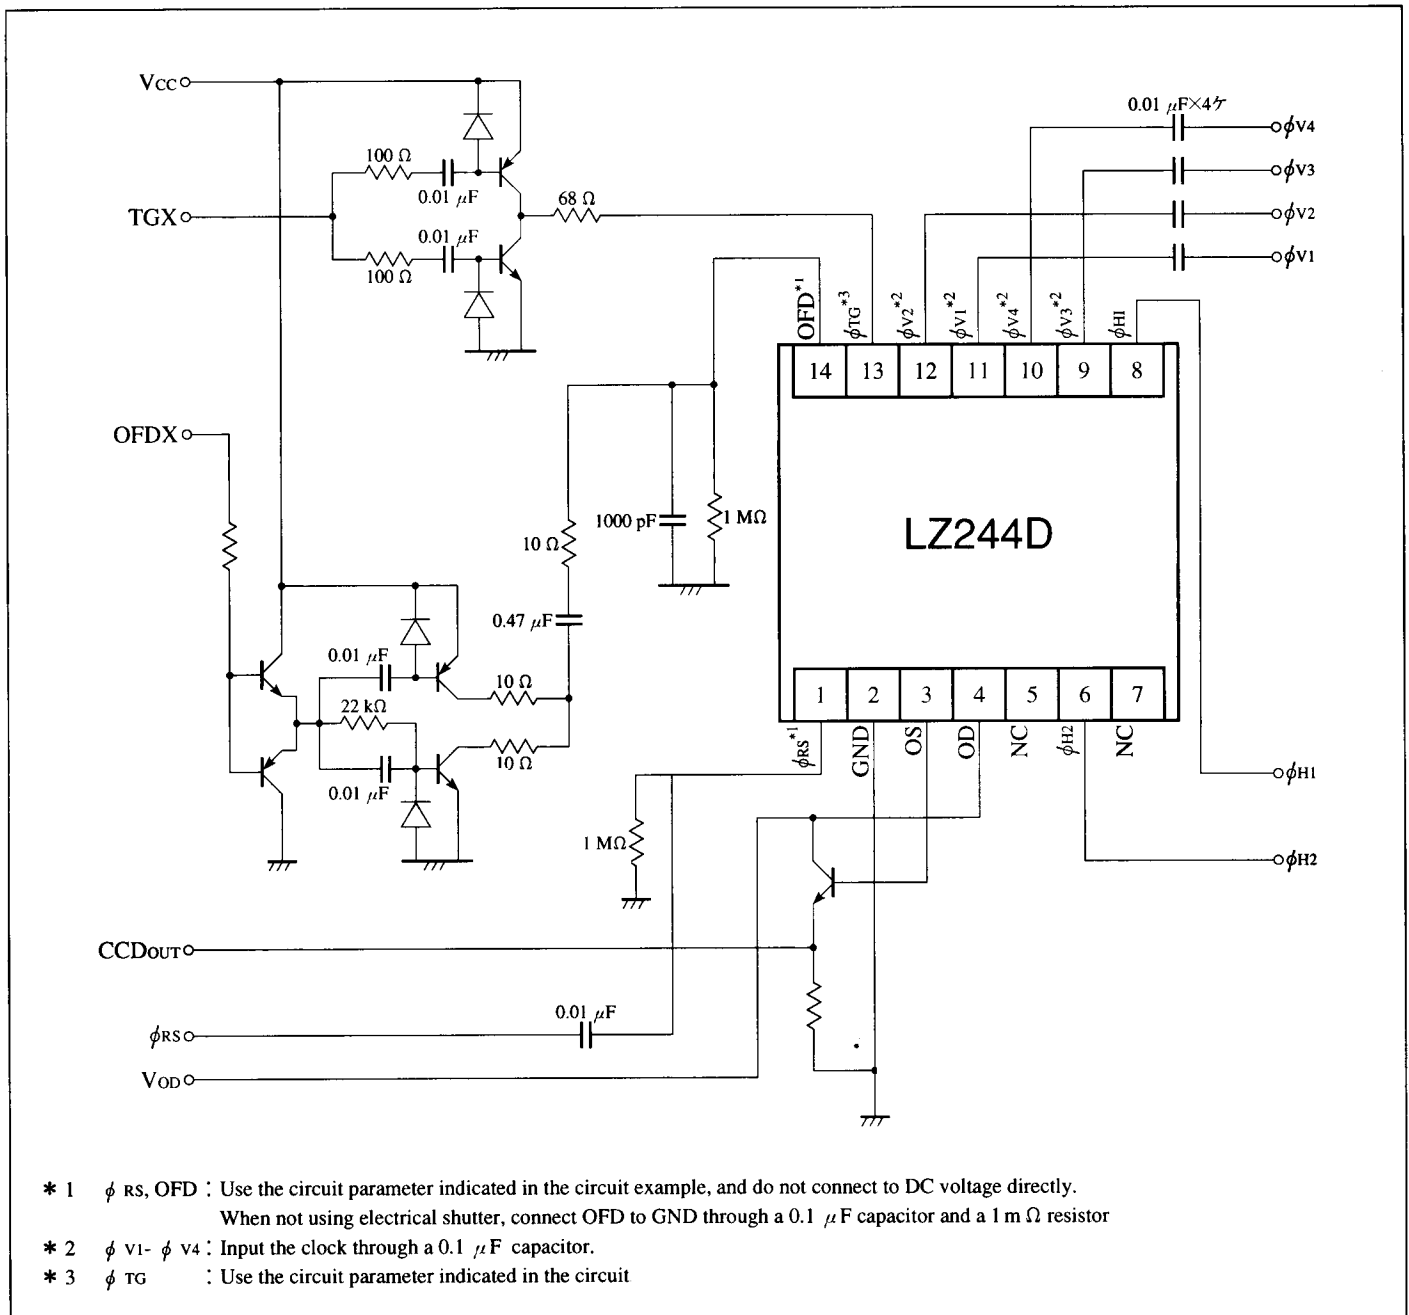 VCC
0.01 μF×4ケ
ϕV4
100 Ω
0.01 μF
ϕV3
TGX
68 Ω
ϕV2
0.01 μF
100 Ω
ϕV1
OFD*1
ϕTG*3
ϕV2*2
ϕV1*2
ϕV4*2
ϕV3*2
ϕH1
14 13 12 11 10 9 8
OFDX
1000 pF
1 MΩ
LZ244D
10 Ω
0.47 μF
0.01 μF
10 Ω
22 kΩ
10 Ω
0.01 μF
1 2 3 4 5 6 7
ϕRS*1
GND
OS
OD
NC
ϕH2
NC
ϕH1
1 MΩ
ϕH2
CCDOUT
0.01 μF
ϕRS
VOD
* 1 ϕ RS, OFD : Use the circuit parameter indicated in the circuit example, and do not connect to DC voltage directly.
When not using electrical shutter, connect OFD to GND through a 0.1 μF capacitor and a 1 m Ω resistor
* 2 ϕ V1- ϕ V4 : Input the clock through a 0.1 μF capacitor.
* 3 ϕ TG : Use the circuit parameter indicated in the circuit